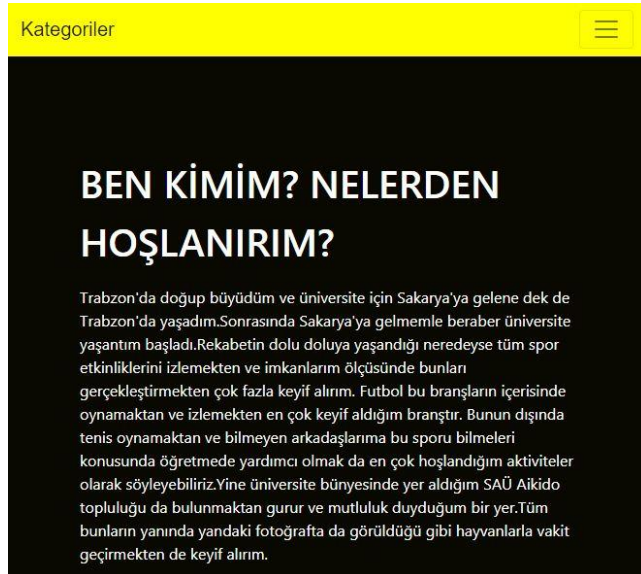 Kategoriler
BEN KİMİM? NELERDEN
HOŞLANIRIM?
Trabzon'da doğup büyüdüm ve üniversite için Sakarya'ya gelene dek de
Trabzon'da yaşadım.Sonrasında Sakarya'ya gelmemle beraber üniversite
yaşantım başladı.Rekabetin dolu doluya yaşandığı neredeyse tüm spor
etkinliklerini izlemekten ve imkanlarım ölçüsünde bunları
gerçekleştirmekten çok fazla keyif alırım. Futbol bu branşların içerisinde
oynamaktan ve izlemekten en çok keyif aldığım branştır. Bunun dışında
tenis oynamaktan ve bilmeyen arkadaşlarıma bu sporu bilmeleri
konusunda öğretmede yardımcı olmak da en çok hoşlandığım aktiviteler
olarak söyleyebiliriz.Yine üniversite bünyesinde yer aldığım SAÜ Aikido
topluluğu da bulunmaktan gurur ve mutluluk duyduğum bir yer.Tüm
bunların yanında yandaki fotoğrafta da görüldüğü gibi hayvanlarla vakit
geçirmekten de keyif alırım.